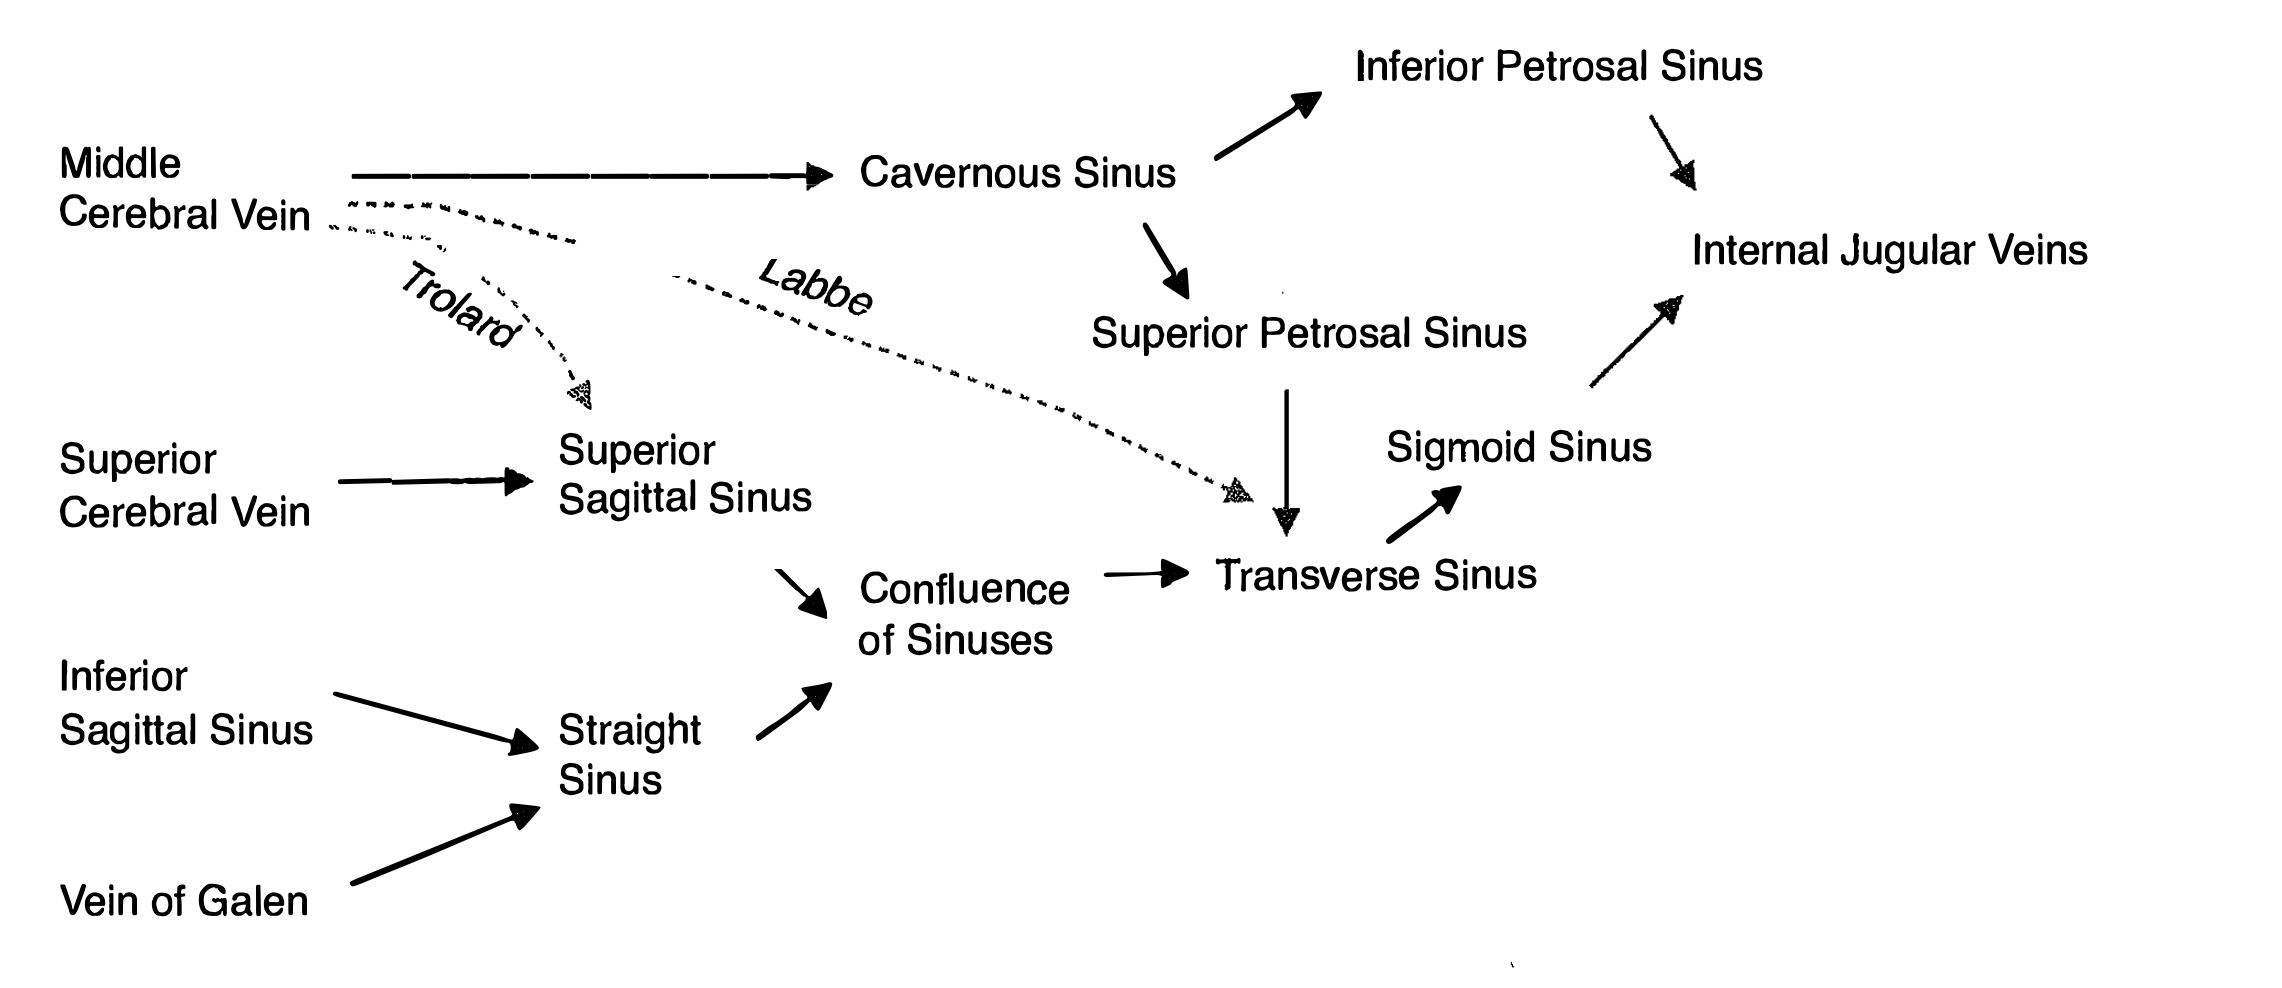 Inferior Petrosal Sinus
Middle
Cerebral Vein
Cavernous Sinus
Internal Jugular Veins
Trolard
Labbe
Superior Petrosal Sinus
Superior
Cerebral Vein
Superior
Sagittal Sinus
Sigmoid Sinus
Confluence
of Sinuses
Transverse Sinus
Inferior
Sagittal Sinus
Straight
Sinus
Vein of Galen